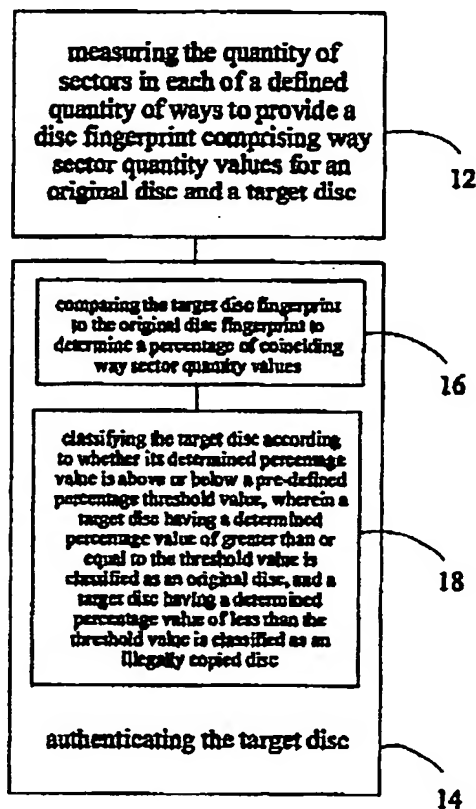 measuring the quantity of
sectors in each of a defined
quantity of ways to provide a
disc fingerprint comprising way
sector quantity values for an
original disc and a target disc
12
comparing the target disc fingerprint
to the original disc fingerprint to
determine a percentage of coinciding
way sector quantity values
16
classifying the target disc according
to whether its determined percentage
value is above or below a pre-defined
percentage threshold value, wherein a
target disc having a determined
percentage value of greater than or
equal to the threshold value is
classified as an original disc, and a
target disc having a determined
percentage value of less than the
threshold value is classified as an
illegally copied disc
18
authenticating the target disc
14